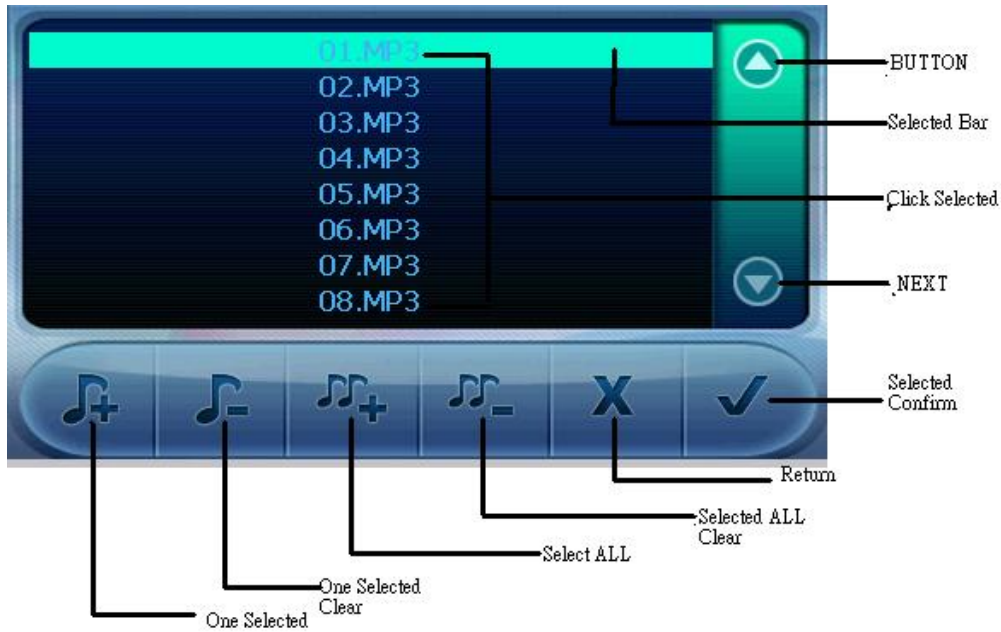 01.MP3
02.MP3
03.MP3
04.MP3
05.MP3
06.MP3
07.MP3
08.MP3
BUTTON
Selected Bar
Click Selected
NEXT
Selected
Confirm
Return
Selected ALL
Clear
Select ALL
One Selected
Clear
One Selected